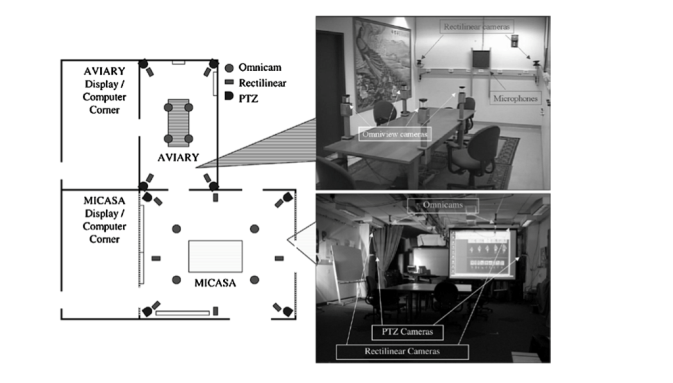 AVIARY
Display /
Computer
Corner
Omnicam
Rectilinear
PTZ
AVIARY
MICASA
Display /
Computer
Corner
MICASA
Rectilinear cameras
Microphones
Omniview cameras
Omnicams
PTZ Cameras
Rectilinear Cameras